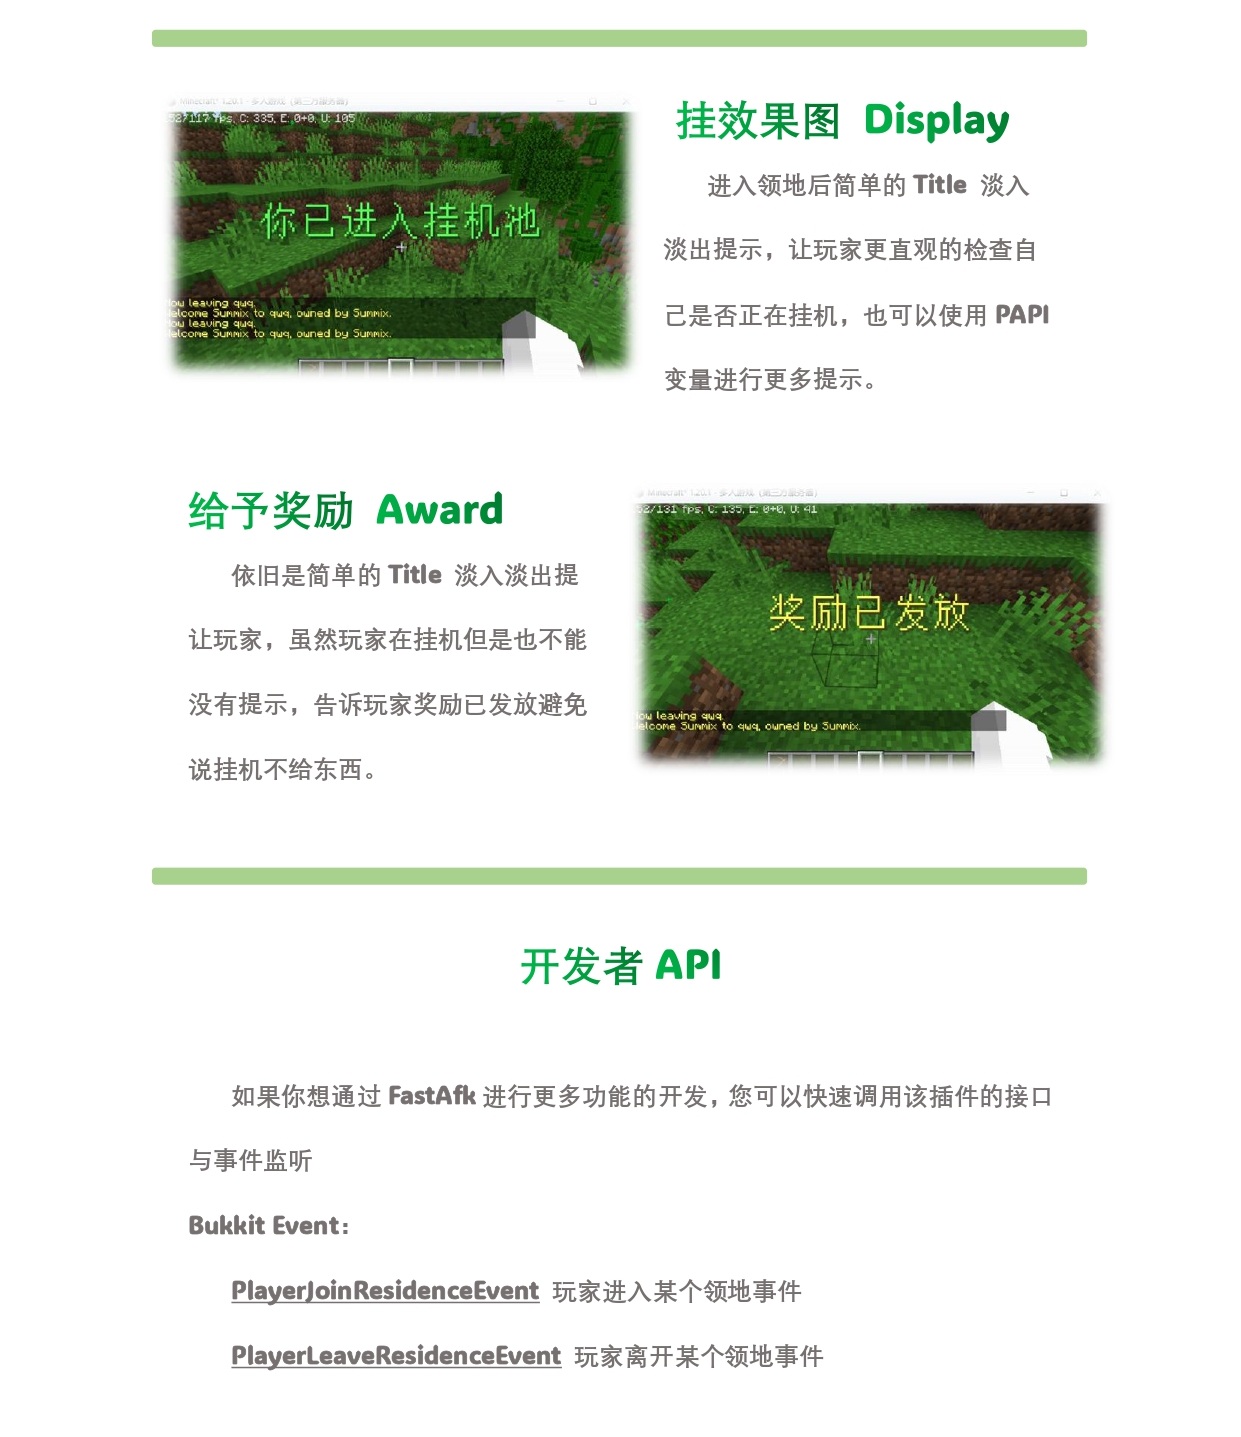 Minecraft* 1.20.1 - 多人游戏（第三方服务器）
117 fps, C: 335, E: 0+0, U: 105
你已进入挂机池
ow leaving qwq.
elcome Summix to qwq, owned by Summix.
ow leaving qwq.
elcome Summix to qwq, owned by Summix.
挂效果图 Display
进入领地后简单的 Title 淡入
淡出提示，让玩家更直观的检查自
己是否正在挂机，也可以使用 PAPI
变量进行更多提示。
给予奖励 Award
依旧是简单的 Title 淡入淡出提
让玩家，虽然玩家在挂机但是也不能
没有提示，告诉玩家奖励已发放避免
说挂机不给东西。
Minecraft* 1.20.1 - 多人游戏（第三方服务器）
131 fps, C: 135, E: 0+0, U: 41
奖励已发放
ow leaving qwq.
elcome Summix to qwq, owned by Summix.
开发者 API
如果你想通过 FastAfk 进行更多功能的开发，您可以快速调用该插件的接口
与事件监听
Bukkit Event：
PlayerJoinResidenceEvent 玩家进入某个领地事件
PlayerLeaveResidenceEvent 玩家离开某个领地事件